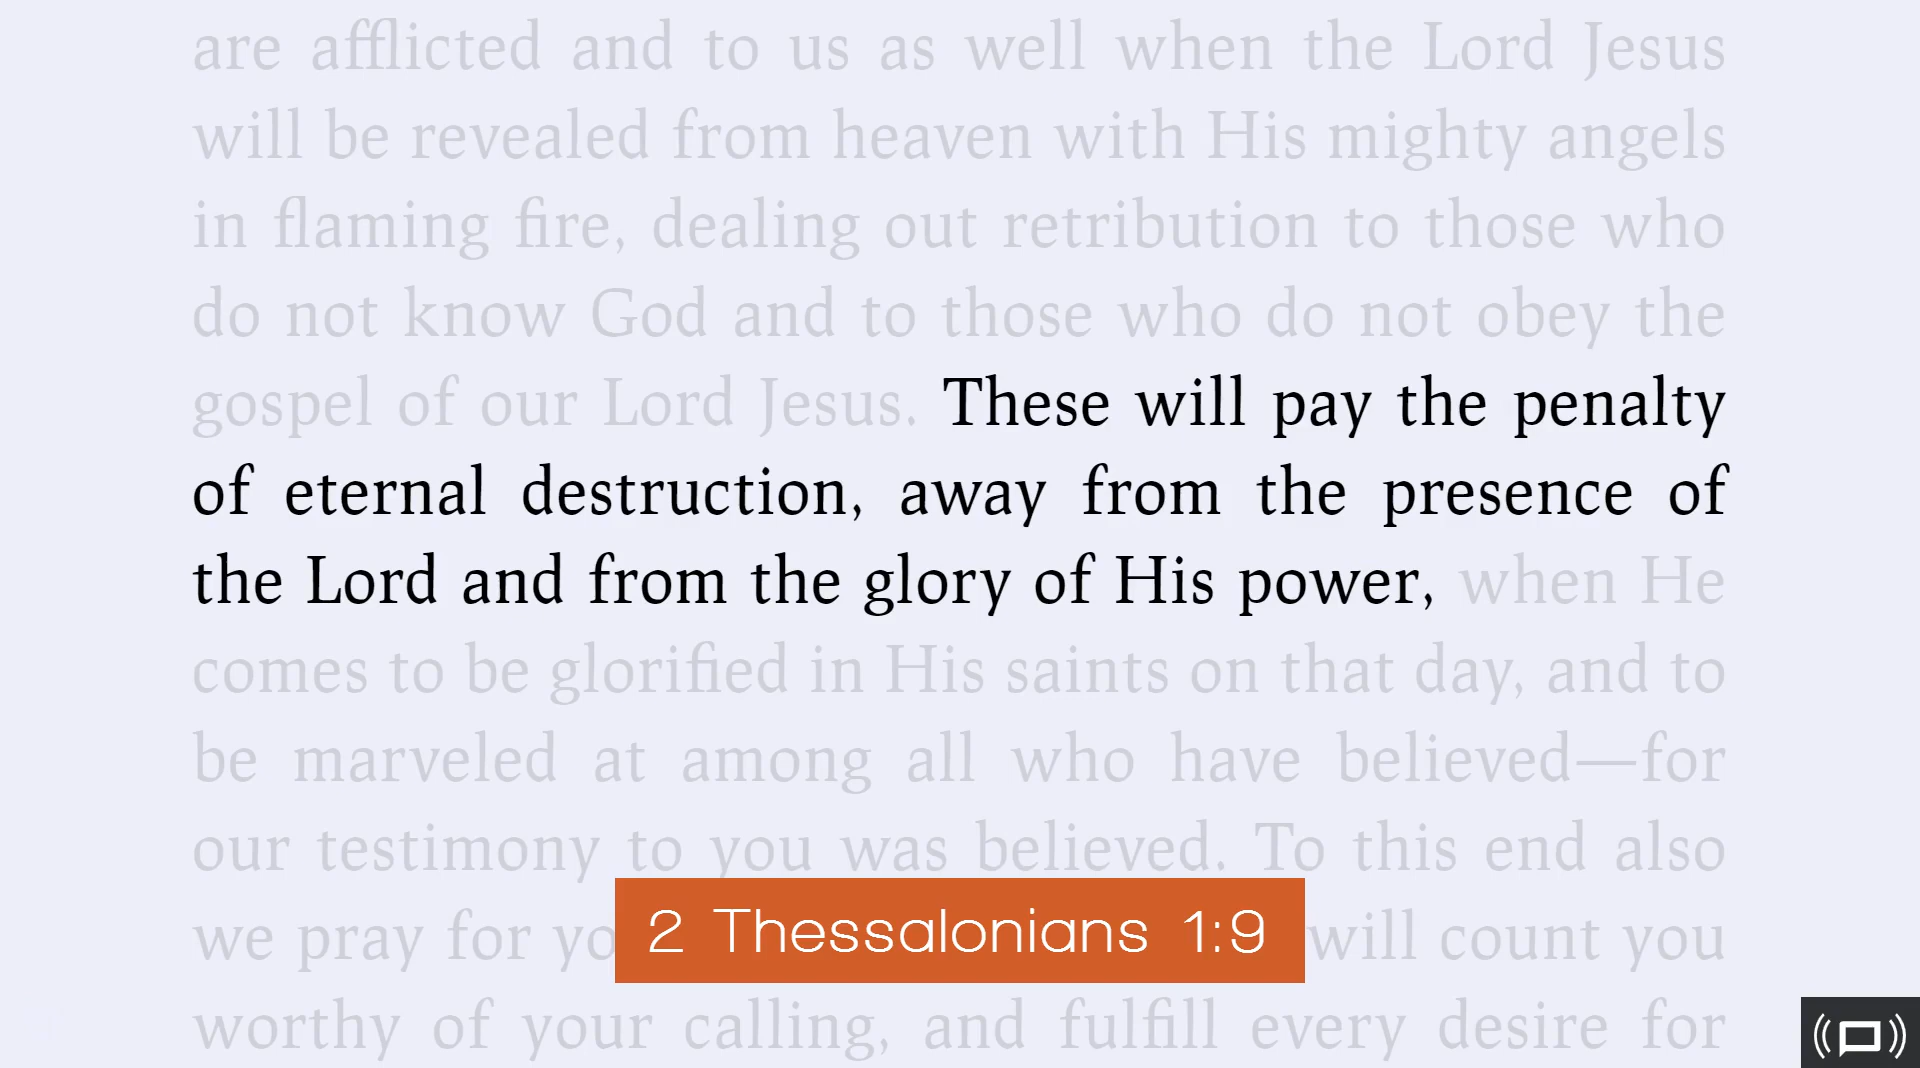 are afflicted and to us as well when the Lord Jesus
will be revealed from heaven with His mighty angels
in flaming fire, dealing out retribution to those who
do not know God and to those who do not obey the
gospel of our Lord Jesus. These will pay the penalty
of eternal destruction, away from the presence of
the Lord and from the glory of His power, when He
comes to be glorified in His saints on that day, and to
be marveled at among all who have believed—for
our testimony to you was believed. To this end also
we pray for will count you
2 Thessalonians 1:9
worthy of your calling, and fulfill every desire for